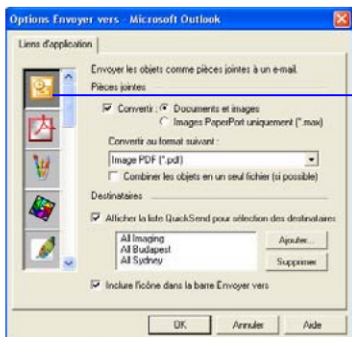 Options Envoyer vers - Microsoft Outlook
Liens d'application
Envoyer les objets comme pièces jointes à un e-mail.
Pièces jointes
Convertir : Documents et images
Images PaperPort uniquement (*.max)
Convertir au format suivant :
Image PDF (*.pdf)
Combiner les objets en un seul fichier (si possible)
Destinataires
Afficher la liste QuickSend pour sélection des destinataires
All Imaging
All Budapest
All Sydney
Ajouter...
Supprimer
Inclure l'icône dans la barre Envoyer vers
OK Annuler Aide